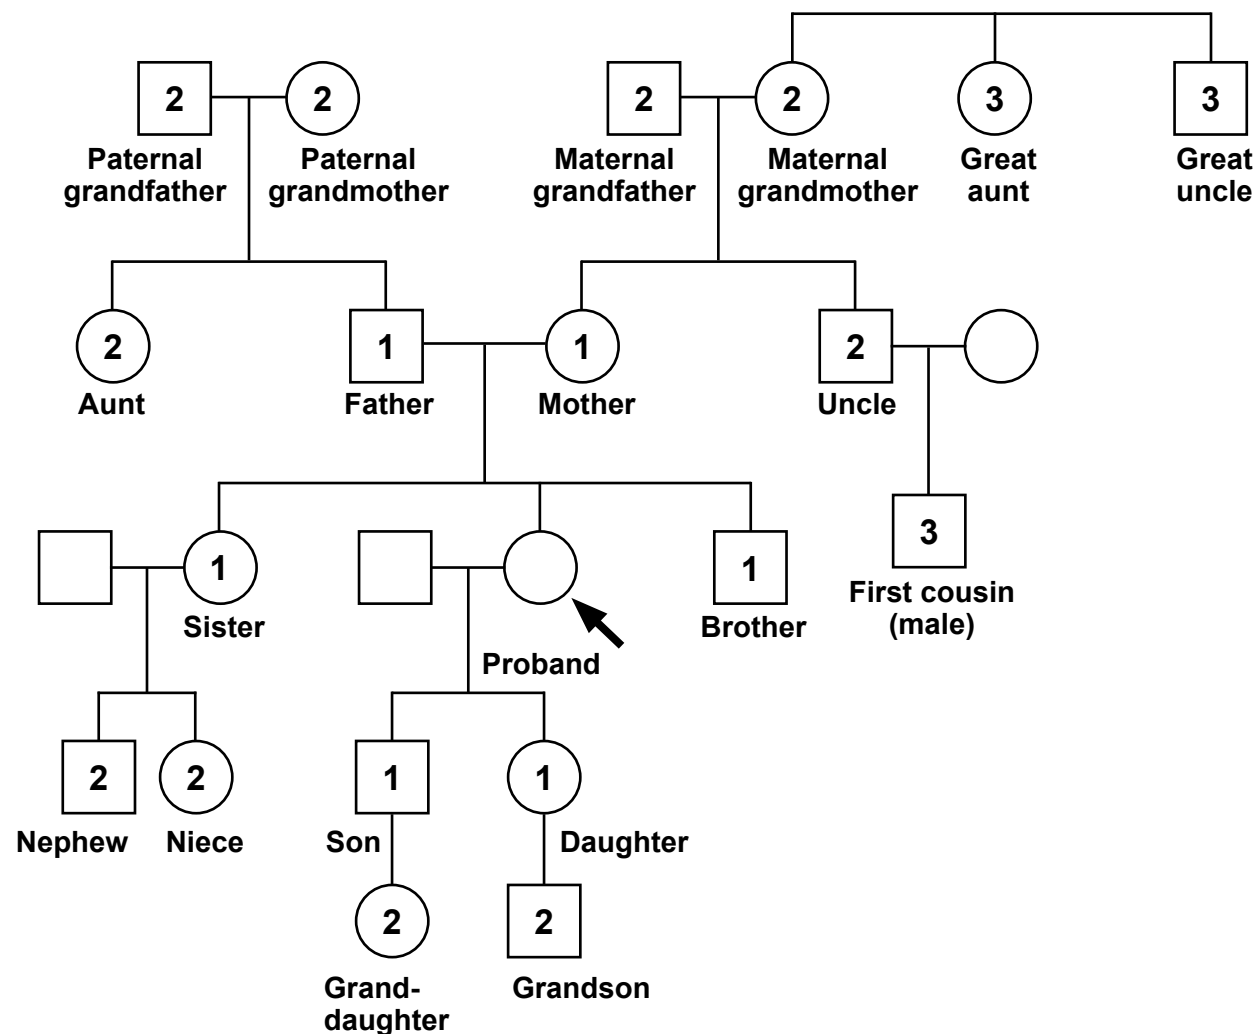 2
2
2
2
3
3
Paternal
grandfather
Paternal
grandmother
Maternal
grandfather
Maternal
grandmother
Great
aunt
Great
uncle
2
1
1
2
Aunt
Father
Mother
Uncle
3
First cousin
(male)
1
1
Sister
Proband
Brother
2
2
1
1
Nephew
Niece
Son
Daughter
2
2
Grand-
daughter
Grandson